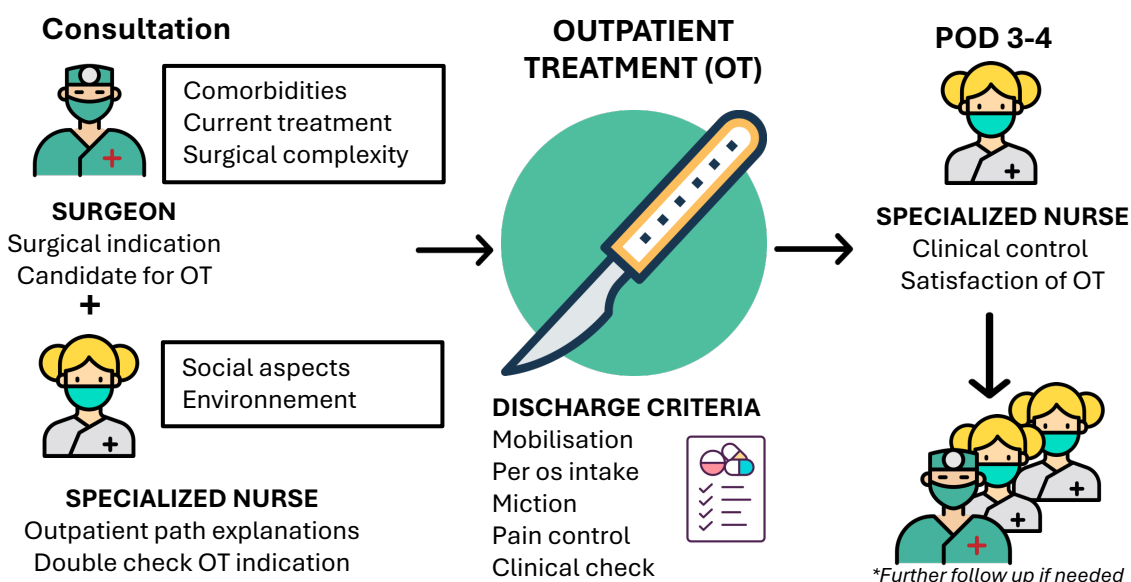 Consultation
Comorbidities
Current treatment
Surgical complexity
SURGEON
Surgical indication
Candidate for OT
+
Social aspects
Environnement
SPECIALIZED NURSE
Outpatient path explanations
Double check OT indication
OUTPATIENT
TREATMENT (OT)
DISCHARGE CRITERIA
Mobilisation
Per os intake
Miction
Pain control
Clinical check
POD 3-4
SPECIALIZED NURSE
Clinical control
Satisfaction of OT
*Further follow up if needed